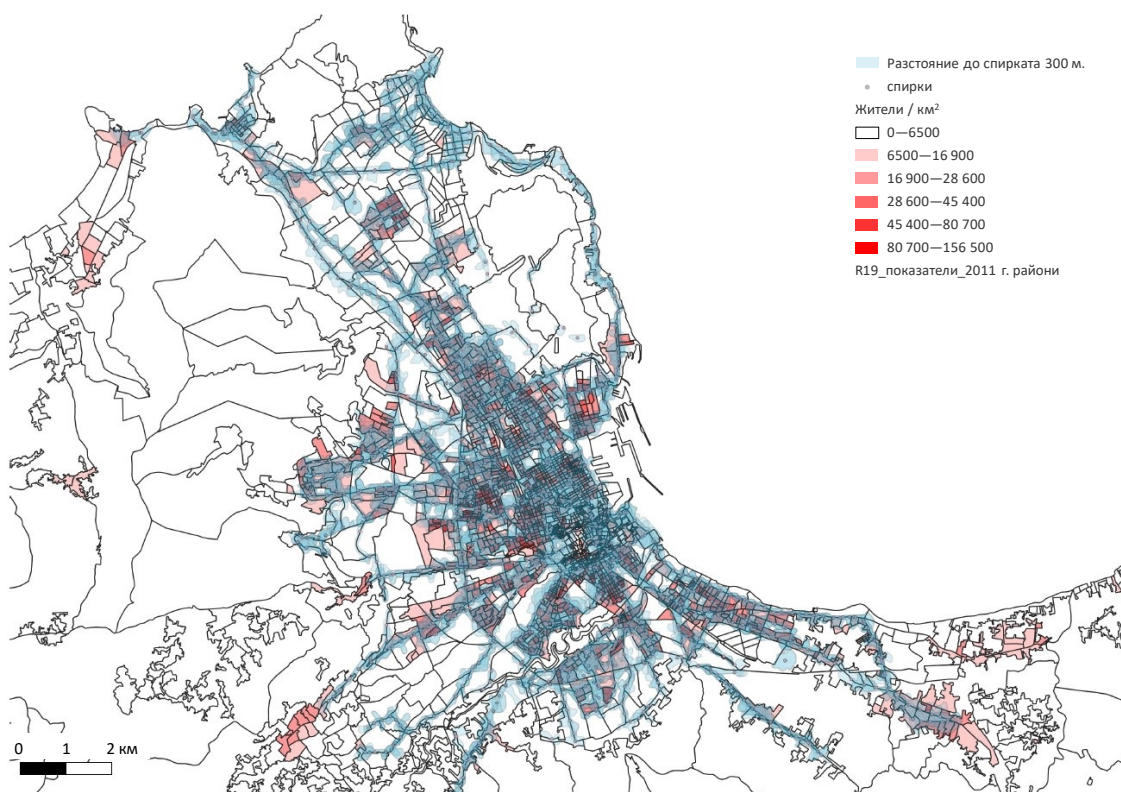 Разстояние до спирката 300 м.
спирки
Жители / км²
0—6500
6500—16 900
16 900—28 600
28 600—45 400
45 400—80 700
80 700—156 500
R19_показатели_2011 г. райони
0 1 2 км